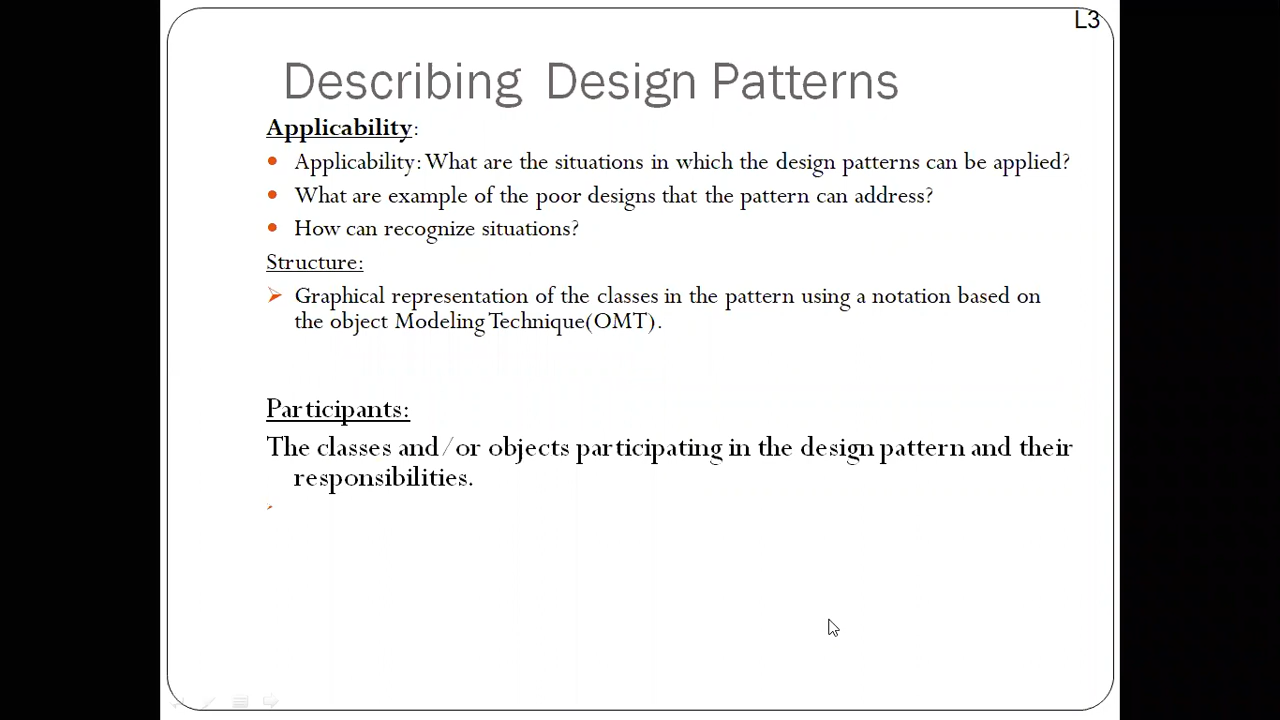 L3
Describing Design Patterns
Applicability:
Applicability: What are the situations in which the design patterns can be applied?
What are example of the poor designs that the pattern can address?
How can recognize situations?
Structure:
Graphical representation of the classes in the pattern using a notation based on
the object Modeling Technique(OMT).
Participants:
The classes and/or objects participating in the design pattern and their
responsibilities.